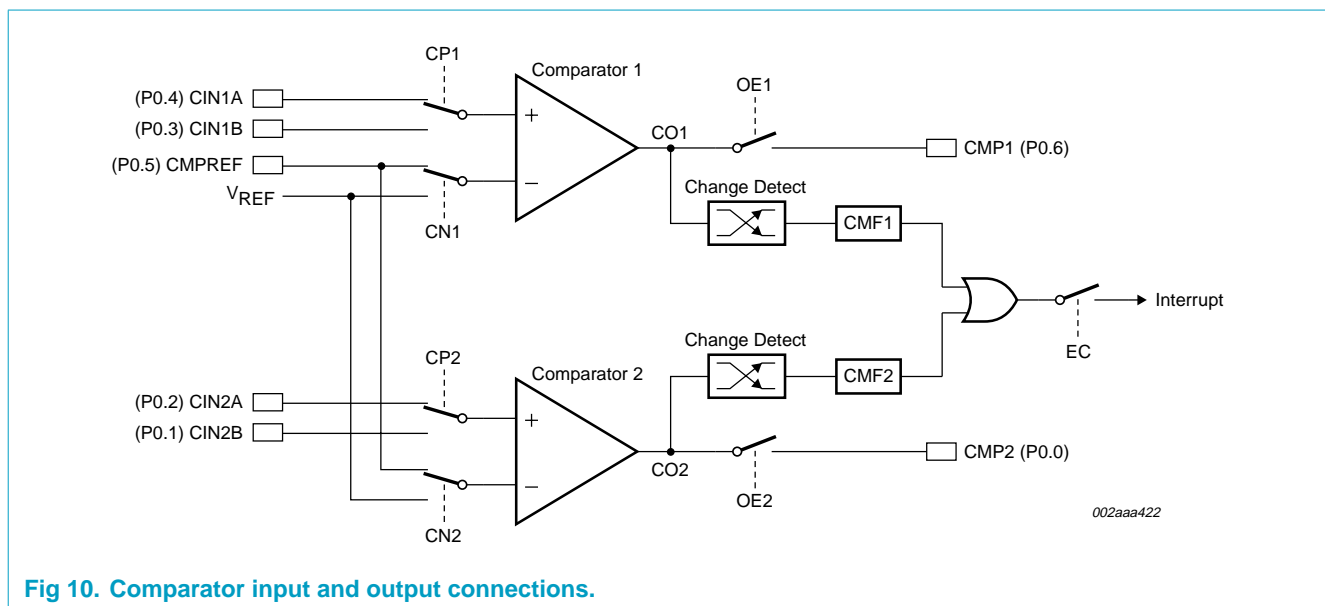 CP1
Comparator 1
OE1
(P0.4) CIN1A
(P0.3) CIN1B
+
CO1
CMP1 (P0.6)
(P0.5) CMPREF
−
Change Detect
VREF
CN1
CMF1
Interrupt
EC
Change Detect
CP2
Comparator 2
CMF2
(P0.2) CIN2A
+
(P0.1) CIN2B
CMP2 (P0.0)
CO2
−
OE2
CN2
002aaa422
Fig 10. Comparator input and output connections.